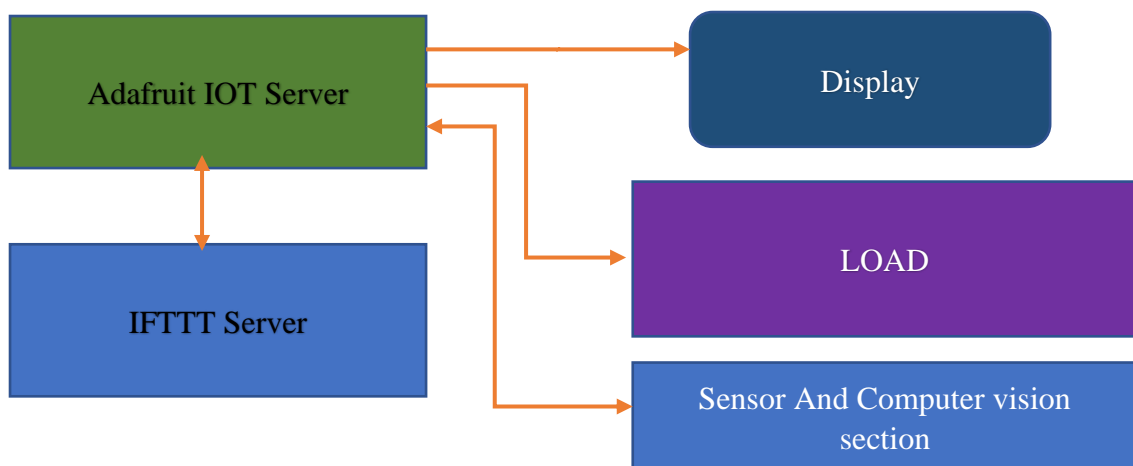 Adafruit IOT Server
Display
LOAD
IFTTT Server
Sensor And Computer vision
section